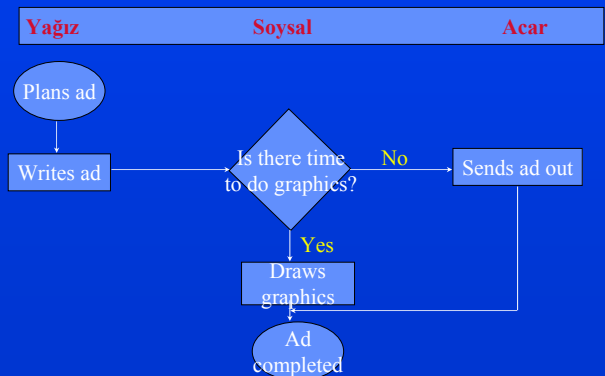 Yağız
Soysal
Acar
Plans ad
Writes ad
Is there time
to do graphics?
No
Sends ad out
Yes
Draws
graphics
Ad
completed